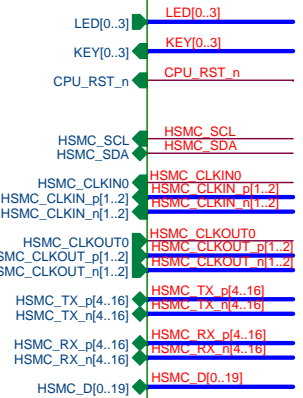 LED[0..3] LED[0..3]
KEY[0..3] KEY[0..3]
CPU_RST_n CPU_RST_n
HSMC_SCL HSMC_SCL
HSMC_SDA HSMC_SDA
HSMC_CLKIN0 HSMC_CLKIN0
HSMC_CLKIN_p[1..2] HSMC_CLKIN_p[1..2]
HSMC_CLKIN_n[1..2] HSMC_CLKIN_n[1..2]
HSMC_CLKOUT0 HSMC_CLKOUT0
SMC_CLKOUT_p[1..2] HSMC_CLKOUT_p[1..2]
SMC_CLKOUT_n[1..2] HSMC_CLKOUT_n[1..2]
HSMC_TX_p[4..16] HSMC_TX_p[4..16]
HSMC_TX_n[4..16] HSMC_TX_n[4..16]
HSMC_RX_p[4..16] HSMC_RX_p[4..16]
HSMC_RX_n[4..16] HSMC_RX_n[4..16]
HSMC_D[0..19] HSMC_D[0..19]